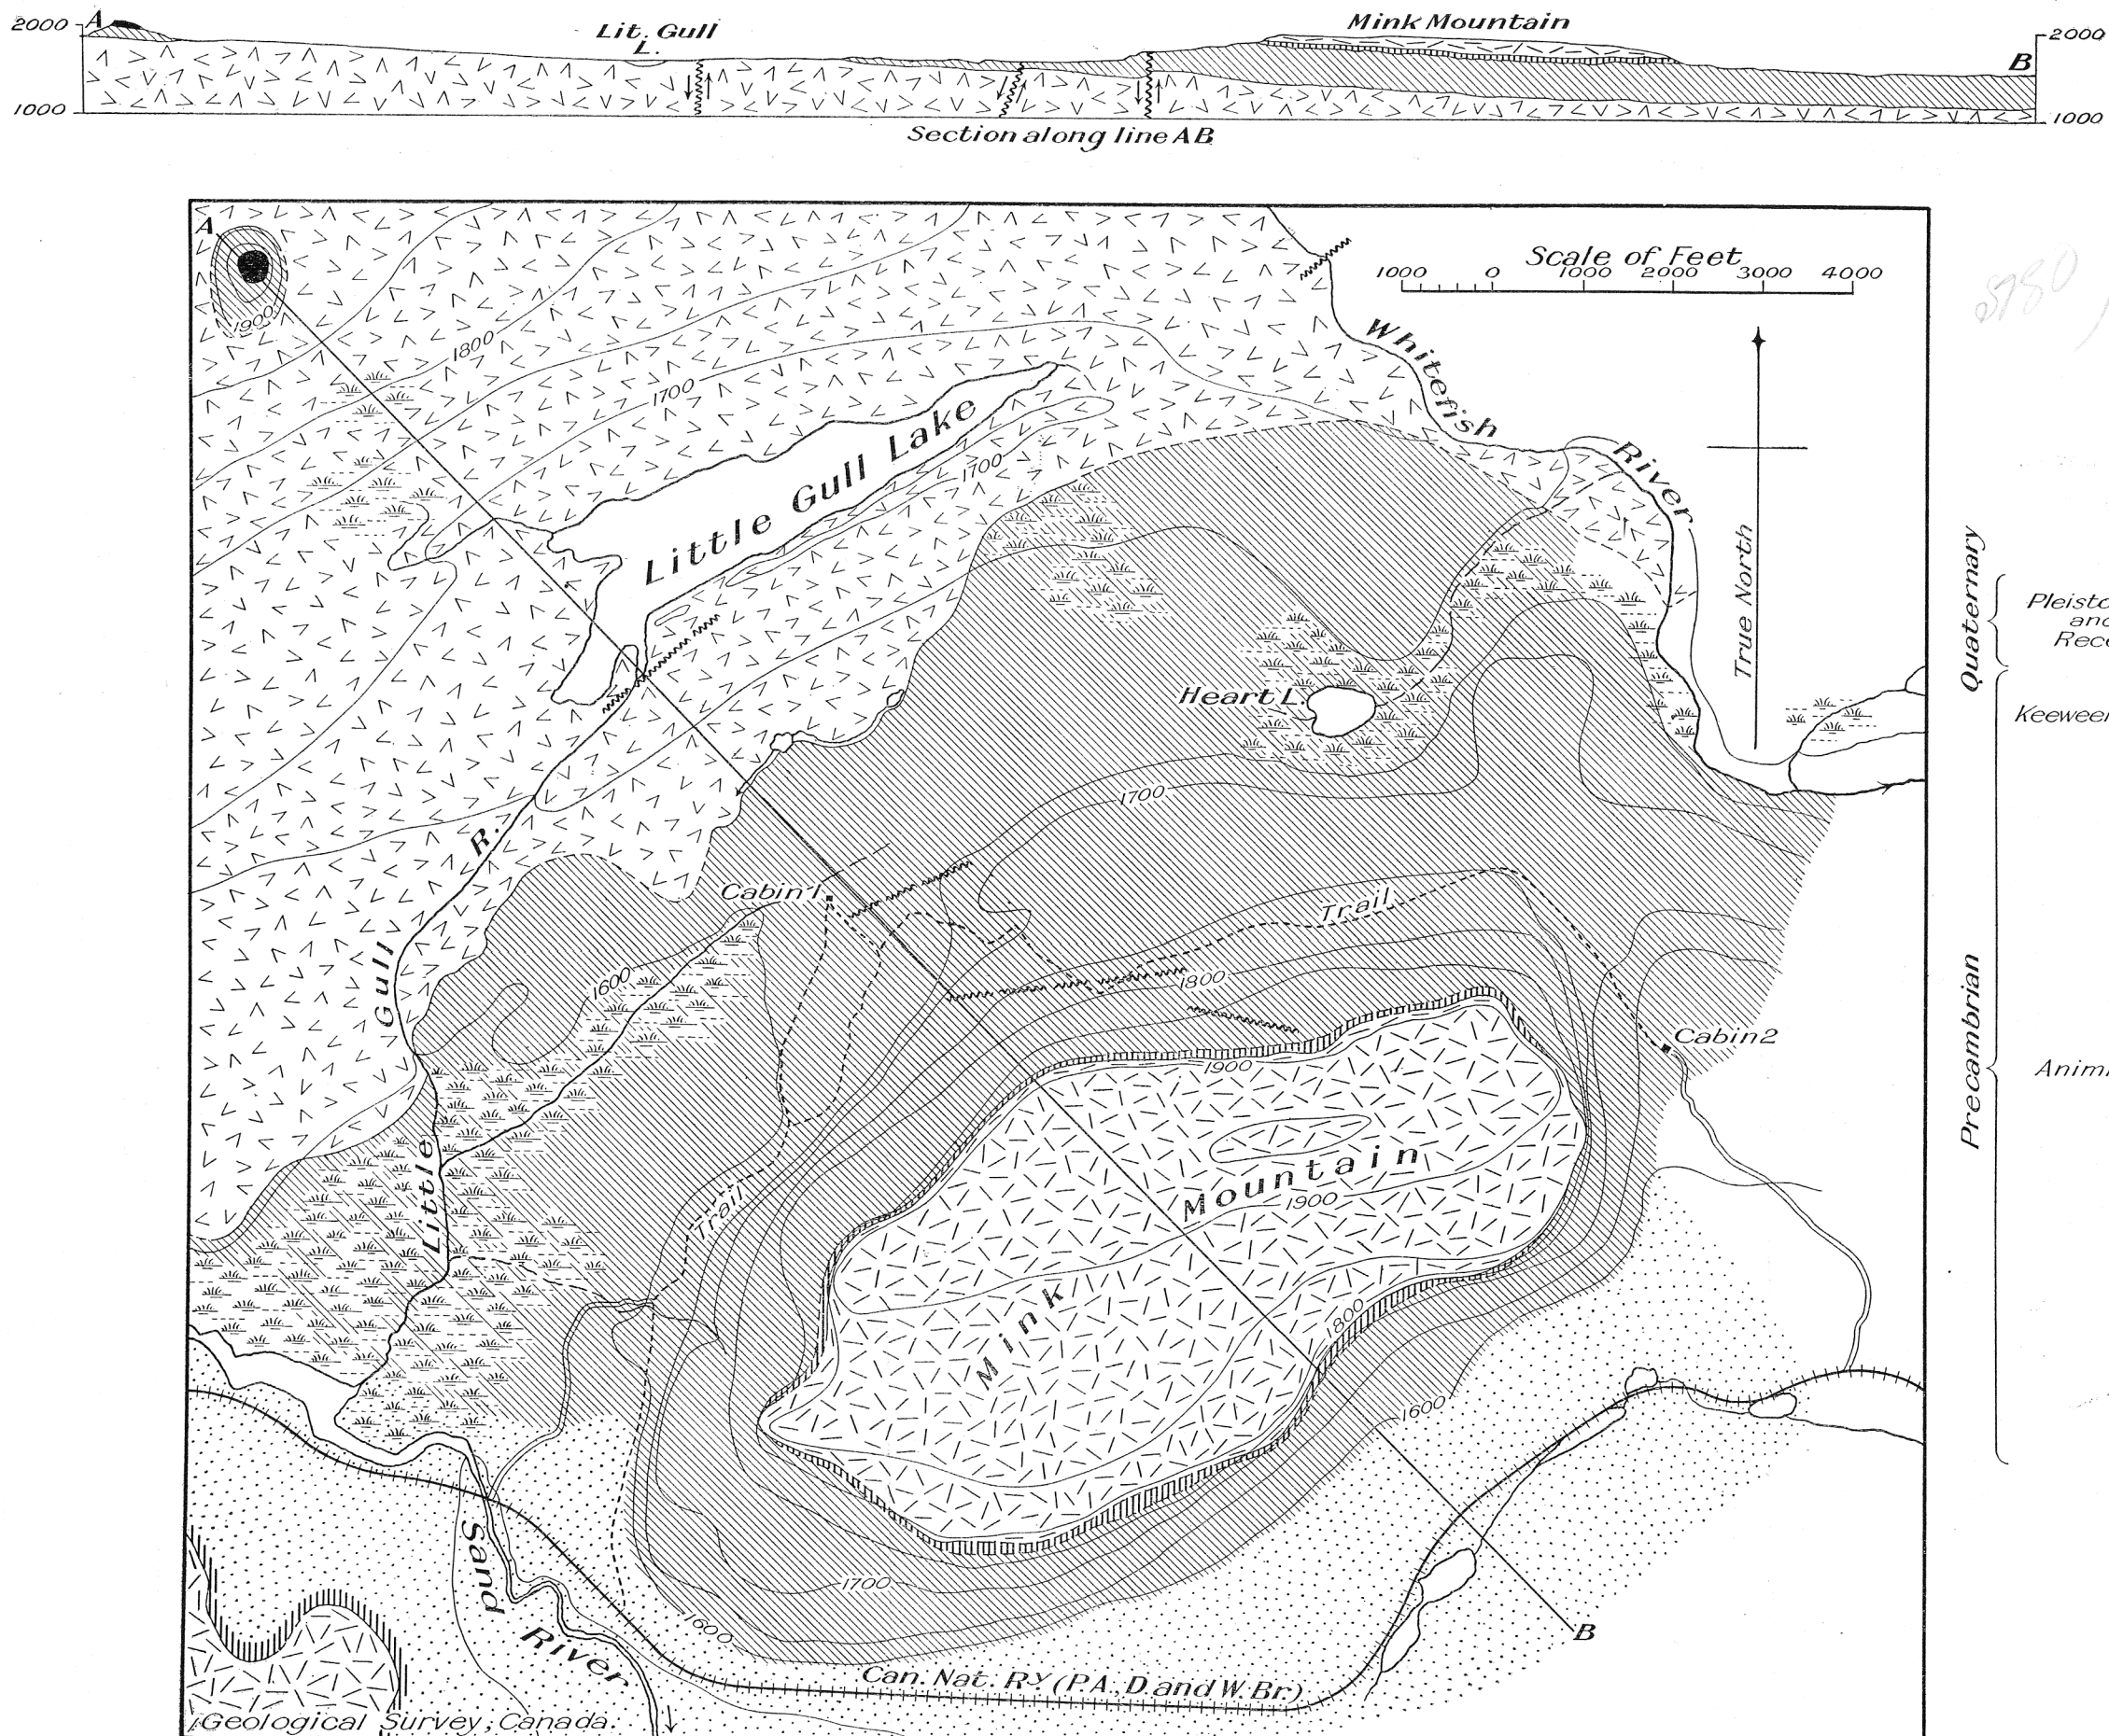 Mink Mountain
2000 A Lit. Gull L. B 2000
1000 1000
Section along line AB
A
Scale of Feet
1000 0 1000 2000 3000 4000
1900
1800
1700
Whitefish River
Little Gull Lake
1700
True North
Heart L.
1700
Cabin 1
Trail
1600
1800
Cabin 2
Little Gull R.
1900
Mink Mountain
1900
Trail
1800
1600
Sand River
1700
1600
B
Can. Nat. Ry (P.A., D. and W. Br.)
Geological Survey, Canada.
Quaternary
Precambrian